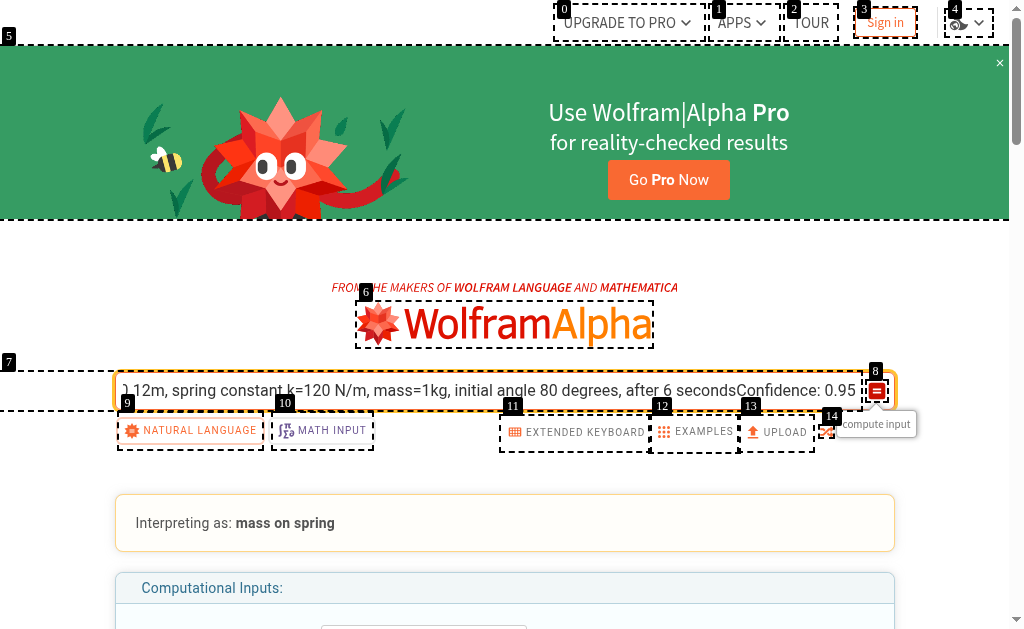 UPGRADE TO PRO
APPS
TOUR
Sign in
0
1
2
3
4
5
×
Use Wolfram|Alpha Pro
for reality-checked results
Go Pro Now
FROM THE MAKERS OF WOLFRAM LANGUAGE AND MATHEMATICA
6
WolframAlpha
7
8
0.12m, spring constant k=120 N/m, mass=1kg, initial angle 80 degrees, after 6 secondsConfidence: 0.95
=
9
10
11
12
13
14
NATURAL LANGUAGE
MATH INPUT
EXTENDED KEYBOARD
EXAMPLES
UPLOAD
compute input
Interpreting as: mass on spring
Computational Inputs: